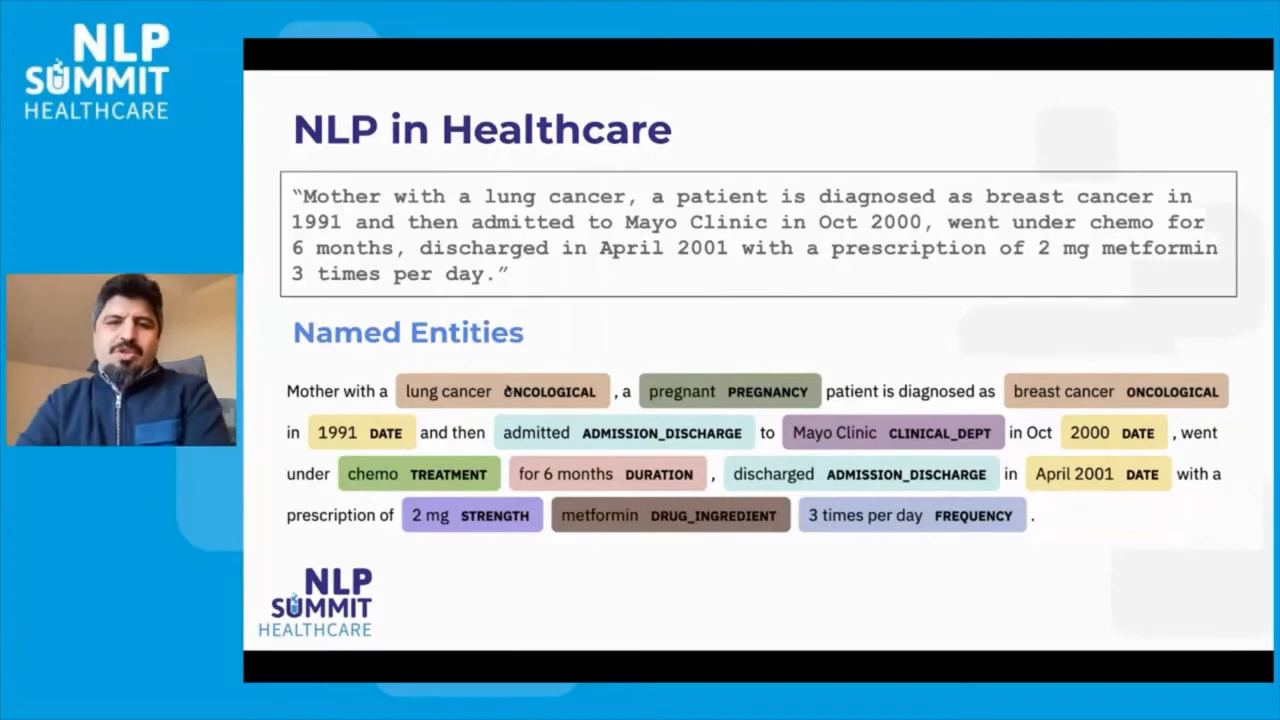 NLP
SUMMIT
HEALTHCARE
NLP in Healthcare
“Mother with a lung cancer, a patient is diagnosed as breast cancer in
1991 and then admitted to Mayo Clinic in Oct 2000, went under chemo for
6 months, discharged in April 2001 with a prescription of 2 mg metformin
3 times per day.”
Named Entities
Mother with a lung cancer ONCOLOGICAL , a pregnant PREGNANCY patient is diagnosed as breast cancer ONCOLOGICAL
in 1991 DATE and then admitted ADMISSION_DISCHARGE to Mayo Clinic CLINICAL_DEPT in Oct 2000 DATE , went
under chemo TREATMENT for 6 months DURATION , discharged ADMISSION_DISCHARGE in April 2001 DATE with a
prescription of 2 mg STRENGTH metformin DRUG_INGREDIENT 3 times per day FREQUENCY .
NLP
SUMMIT
HEALTHCARE